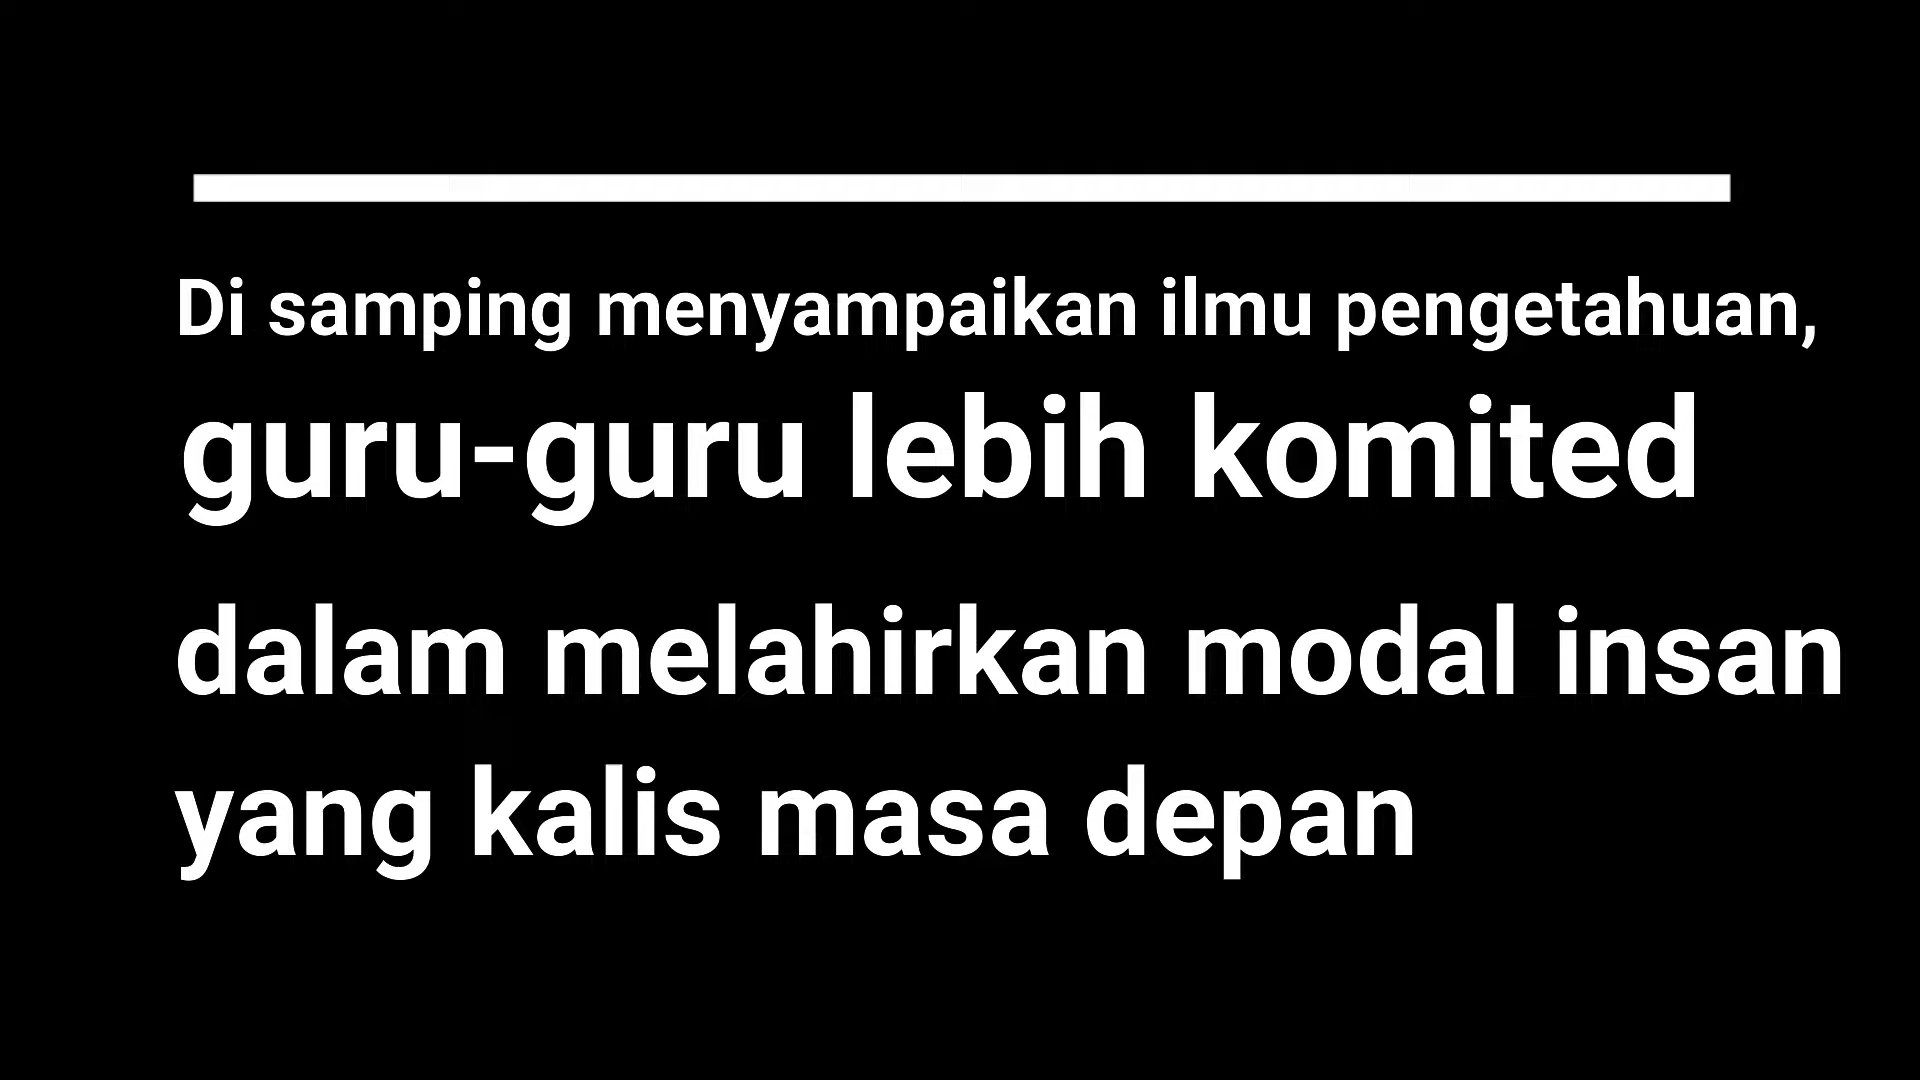 Di samping menyampaikan ilmu pengetahuan,
guru-guru lebih komited
dalam melahirkan modal insan
yang kalis masa depan